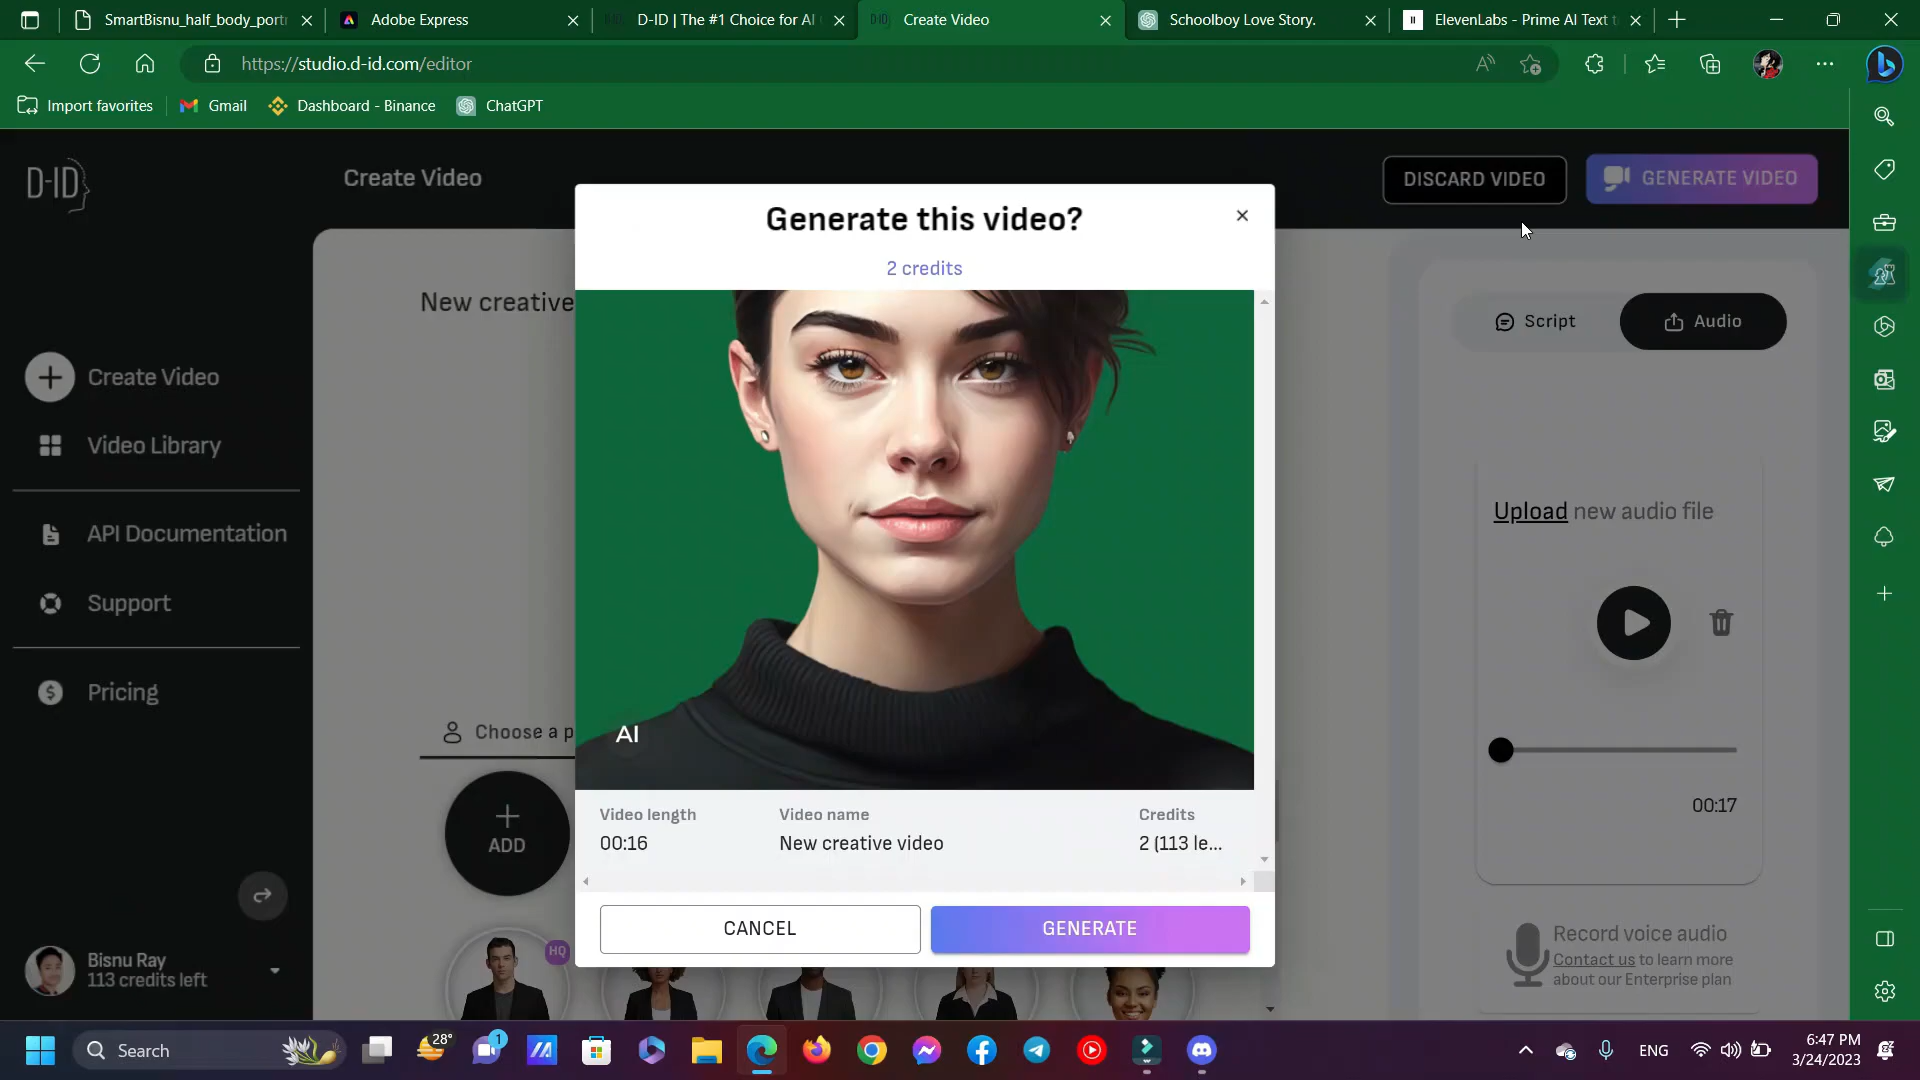 SmartBisnu_half_body_portr
Adobe Express
D-ID | The #1 Choice for AI
Create Video
Schoolboy Love Story.
ElevenLabs - Prime AI Text t
https://studio.d-id.com/editor
Import favorites
Gmail
Dashboard - Binance
ChatGPT
D-ID
Create Video
DISCARD VIDEO
GENERATE VIDEO
Generate this video?
2 credits
New creative
Script
Audio
Create Video
Video Library
API Documentation
Support
Pricing
Upload new audio file
AI
Choose a p
ADD
00:17
Video length
Video name
Credits
00:16
New creative video
2 (113 le...
CANCEL
GENERATE
HQ
Record voice audio
Contact us to learn more
about our Enterprise plan
Bisnu Ray
113 credits left
Search
28°
1
ENG
6:47 PM
3/24/2023